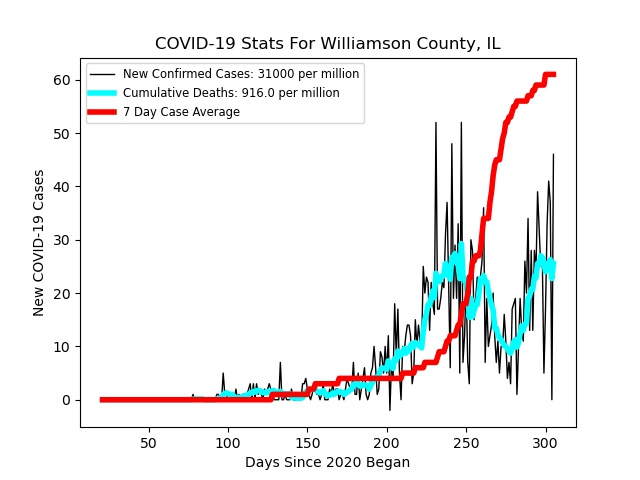 COVID-19 Stats For Williamson County, IL
New Confirmed Cases: 31000 per million
Cumulative Deaths: 916.0 per million
7 Day Case Average
New COVID-19 Cases
60
50
40
30
20
10
0
50 100 150 200 250 300
Days Since 2020 Began